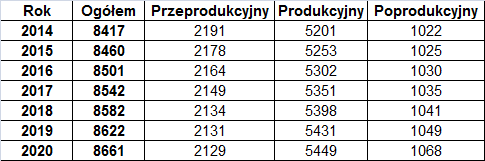 Rok Ogółem Przeprodukcyjny Produkcyjny Poprodukcyjny
2014 8417 2191 5201 1022
2015 8460 2178 5253 1025
2016 8501 2164 5302 1030
2017 8542 2149 5351 1035
2018 8582 2134 5398 1041
2019 8622 2131 5431 1049
2020 8661 2129 5449 1068